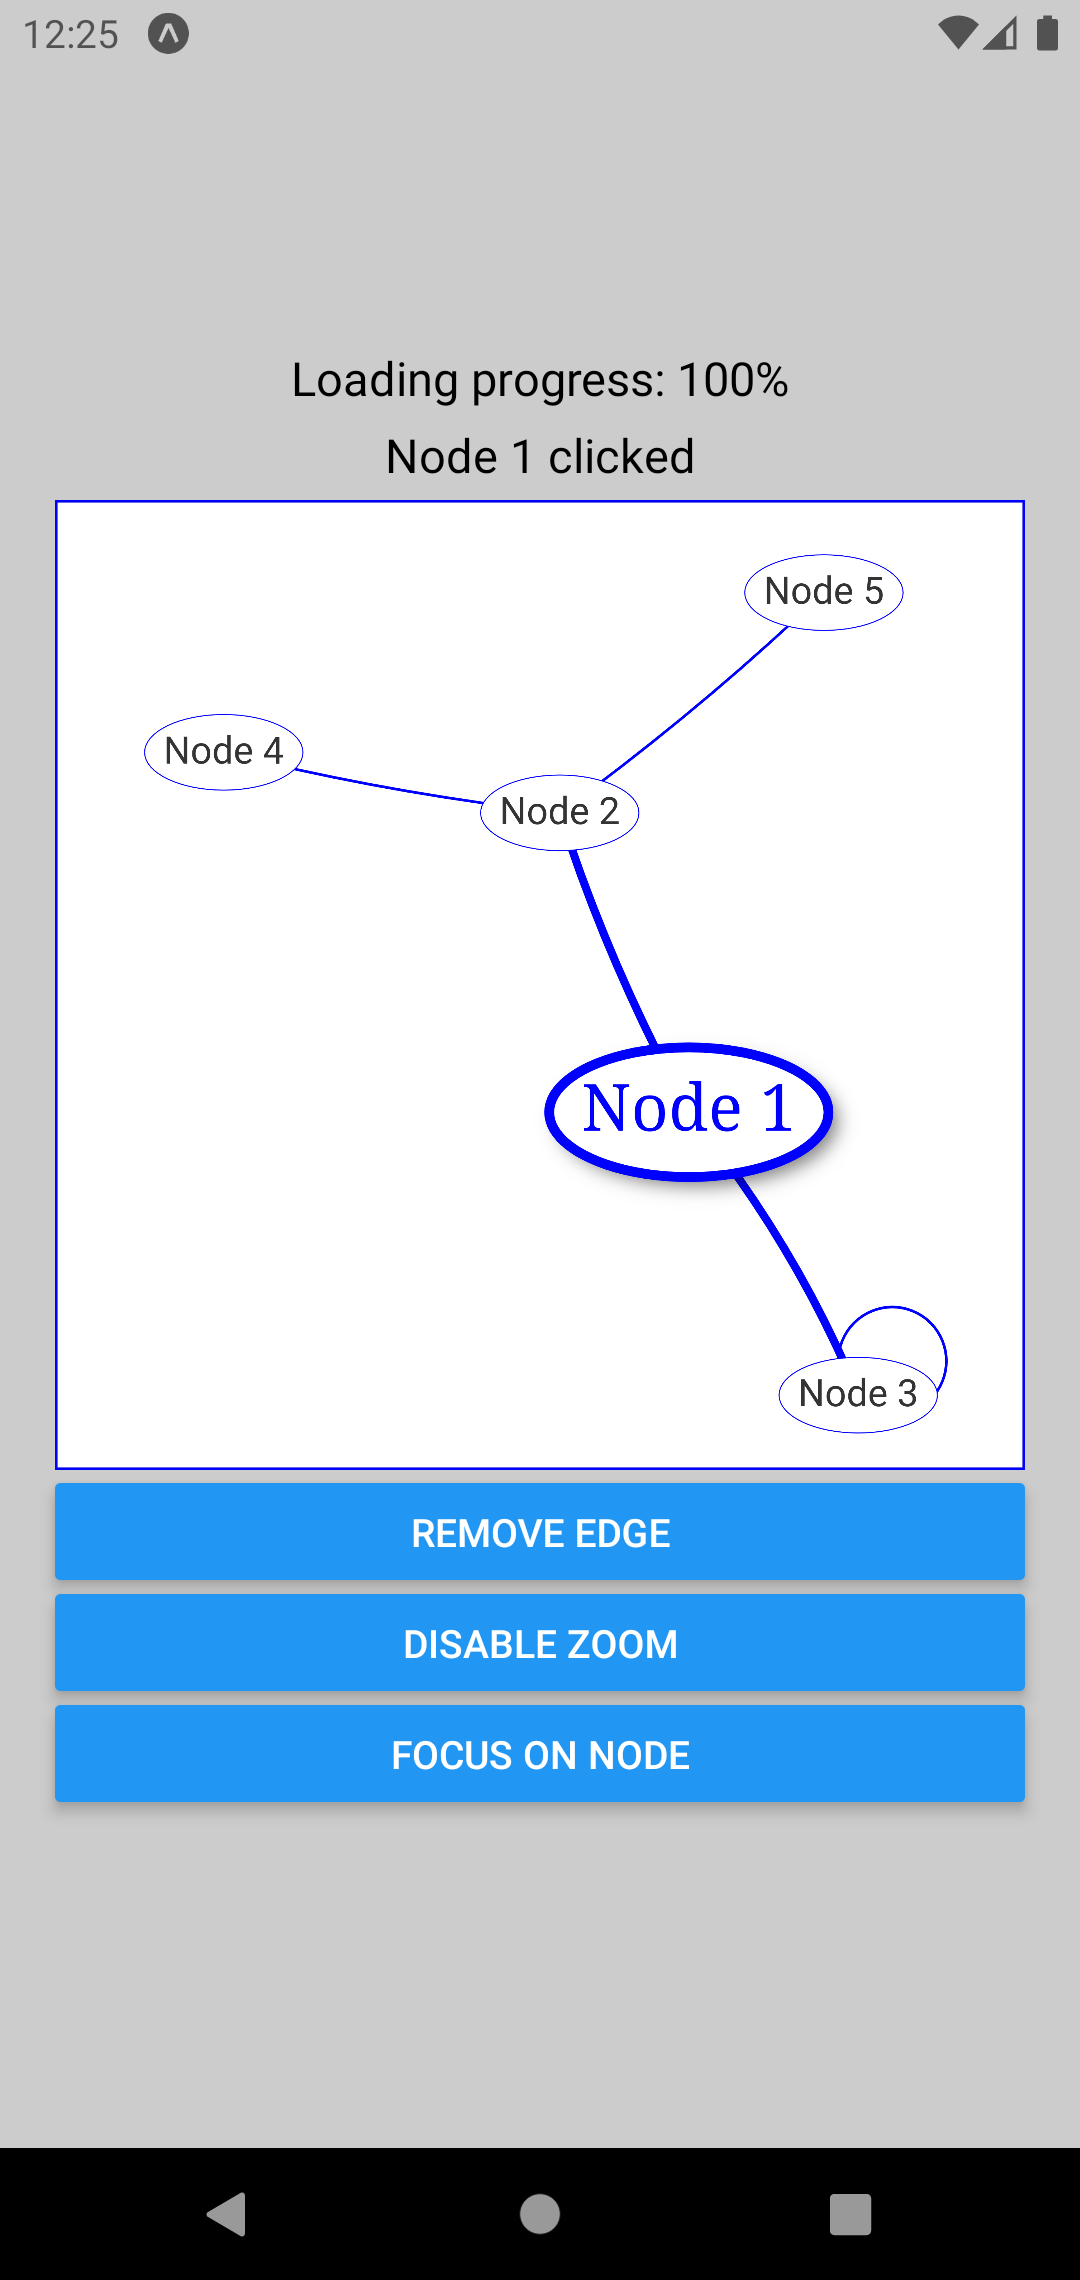 12:25
Loading progress: 100%
Node 1 clicked
Node 5
Node 4
Node 2
Node 1
Node 3
REMOVE EDGE
DISABLE ZOOM
FOCUS ON NODE